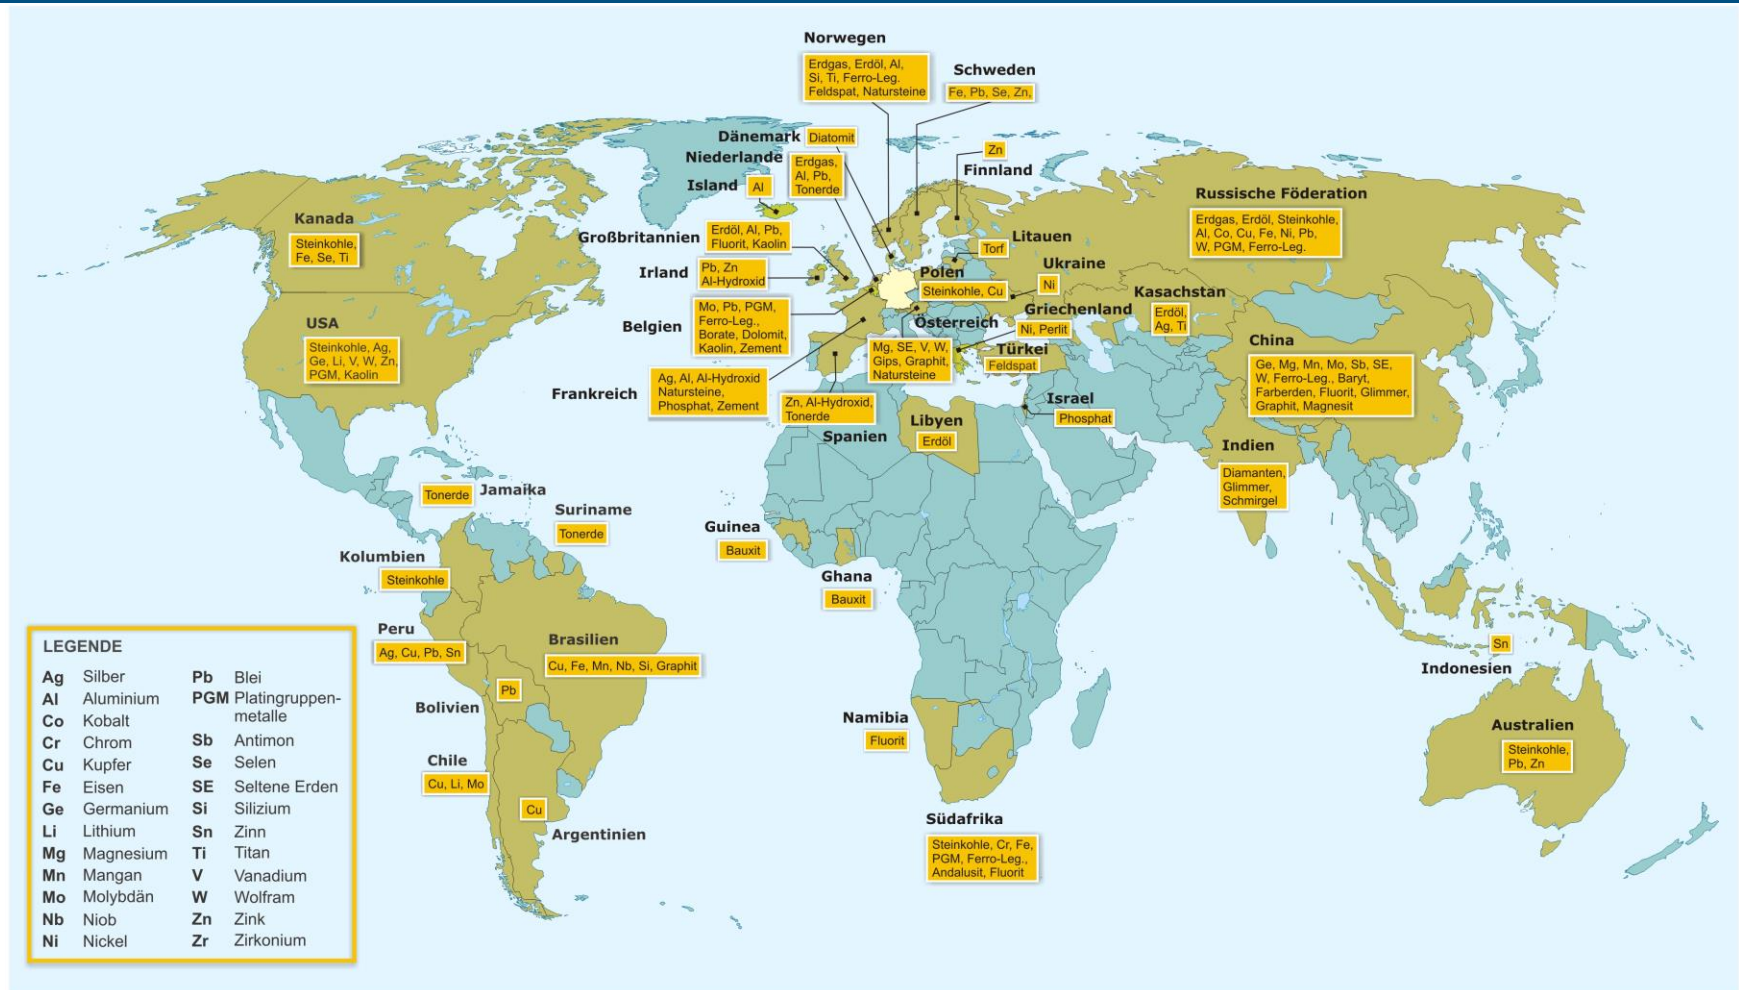 Norwegen
Erdgas, Erdöl, Al,
Si, Ti, Ferro-Leg.
Feldspat, Natursteine
Schweden
Fe, Pb, Se, Zn,
Dänemark
Diatomit
Niederlande
Erdgas,
Al, Pb,
Tonerde
Zn
Finnland
Island
Al
Russische Föderation
Erdgas, Erdöl, Steinkohle,
Al, Co, Cu, Fe, Ni, Pb,
W, PGM, Ferro-Leg.
Kanada
Steinkohle,
Fe, Se, Ti
Großbritannien
Erdöl, Al, Pb,
Fluorit, Kaolin
Litauen
Torf
Irland
Pb, Zn
Al-Hydroxid
Polen
Steinkohle, Cu
Ukraine
Ni
Kasachstan
Erdöl,
Ag, Ti
Belgien
Mo, Pb, PGM,
Ferro-Leg.,
Borate, Dolomit,
Kaolin, Zement
Griechenland
Ni, Perlit
Österreich
Mg, SE, V, W,
Gips, Graphit,
Natursteine
USA
Steinkohle, Ag,
Ge, Li, V, W, Zn,
PGM, Kaolin
Türkei
Feldspat
China
Ge, Mg, Mn, Mo, Sb, SE,
W, Ferro-Leg., Baryt,
Farberden, Fluorit, Glimmer,
Graphit, Magnesit
Frankreich
Ag, Al, Al-Hydroxid
Natursteine,
Phosphat, Zement
Zn, Al-Hydroxid,
Tonerde
Spanien
Israel
Phosphat
Libyen
Erdöl
Indien
Diamanten,
Glimmer,
Schmirgel
Tonerde
Jamaika
Suriname
Tonerde
Guinea
Bauxit
Kolumbien
Steinkohle
Ghana
Bauxit
Peru
Ag, Cu, Pb, Sn
Brasilien
Cu, Fe, Mn, Nb, Si, Graphit
Sn
Indonesien
Pb
Bolivien
Namibia
Fluorit
Australien
Steinkohle,
Pb, Zn
Chile
Cu, Li, Mo
Cu
Argentinien
Südafrika
Steinkohle, Cr, Fe,
PGM, Ferro-Leg.,
Andalusit, Fluorit
LEGENDE
Ag Silber
Al Aluminium
Co Kobalt
Cr Chrom
Cu Kupfer
Fe Eisen
Ge Germanium
Li Lithium
Mg Magnesium
Mn Mangan
Mo Molybdän
Nb Niob
Ni Nickel
Pb Blei
PGM Platingruppen-
metalle
Sb Antimon
Se Selen
SE Seltene Erden
Si Silizium
Sn Zinn
Ti Titan
V Vanadium
W Wolfram
Zn Zink
Zr Zirkonium